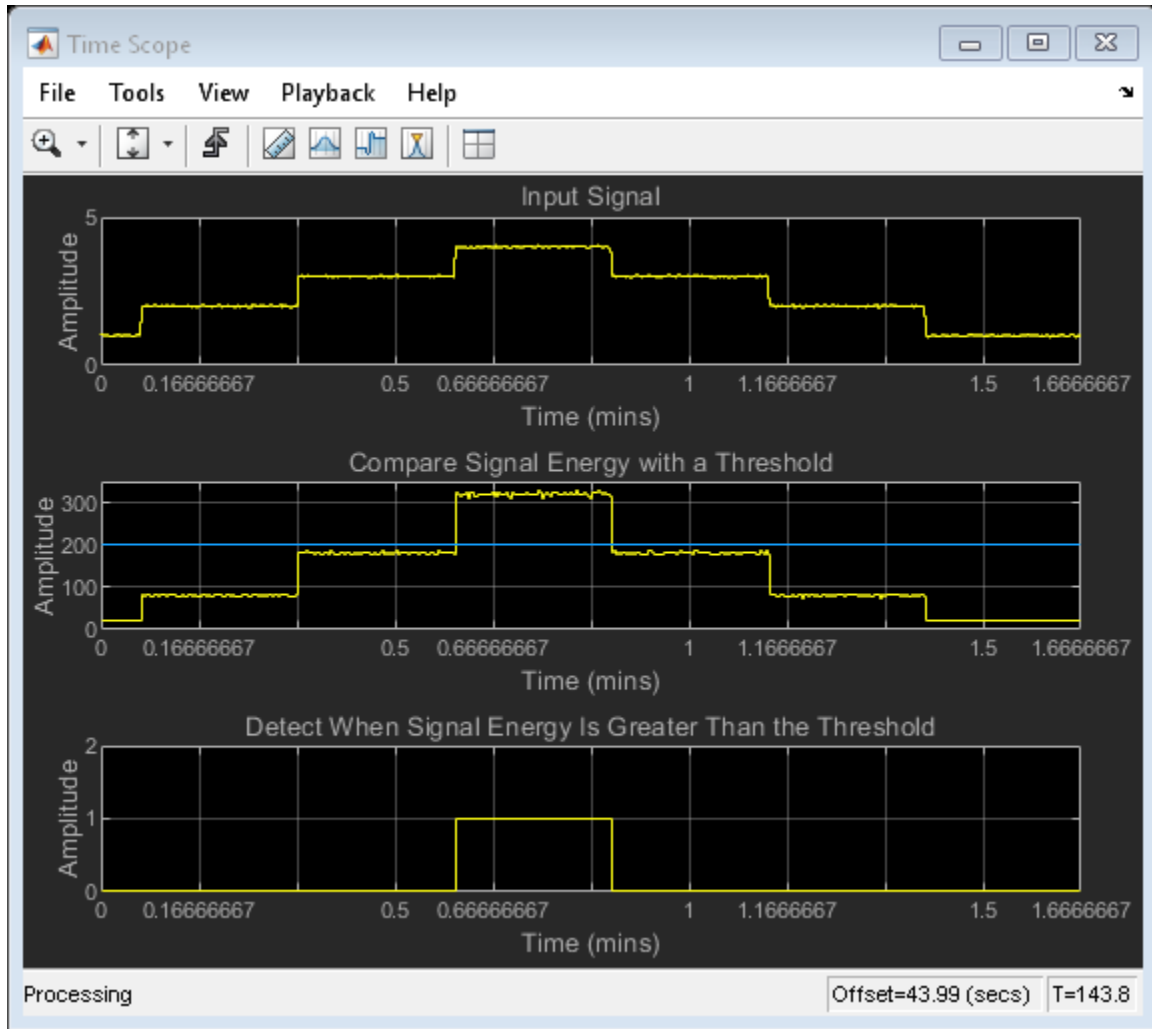 Time Scope
File Tools View Playback Help
Input Signal
Amplitude
5
0
0 0.16666667 0.5 0.66666667 1 1.1666667 1.5 1.6666667
Time (mins)
Compare Signal Energy with a Threshold
Amplitude
300
200
100
0
0 0.16666667 0.5 0.66666667 1 1.1666667 1.5 1.6666667
Time (mins)
Detect When Signal Energy Is Greater Than the Threshold
Amplitude
2
1
0
0 0.16666667 0.5 0.66666667 1 1.1666667 1.5 1.6666667
Time (mins)
Processing Offset=43.99 (secs) T=143.8